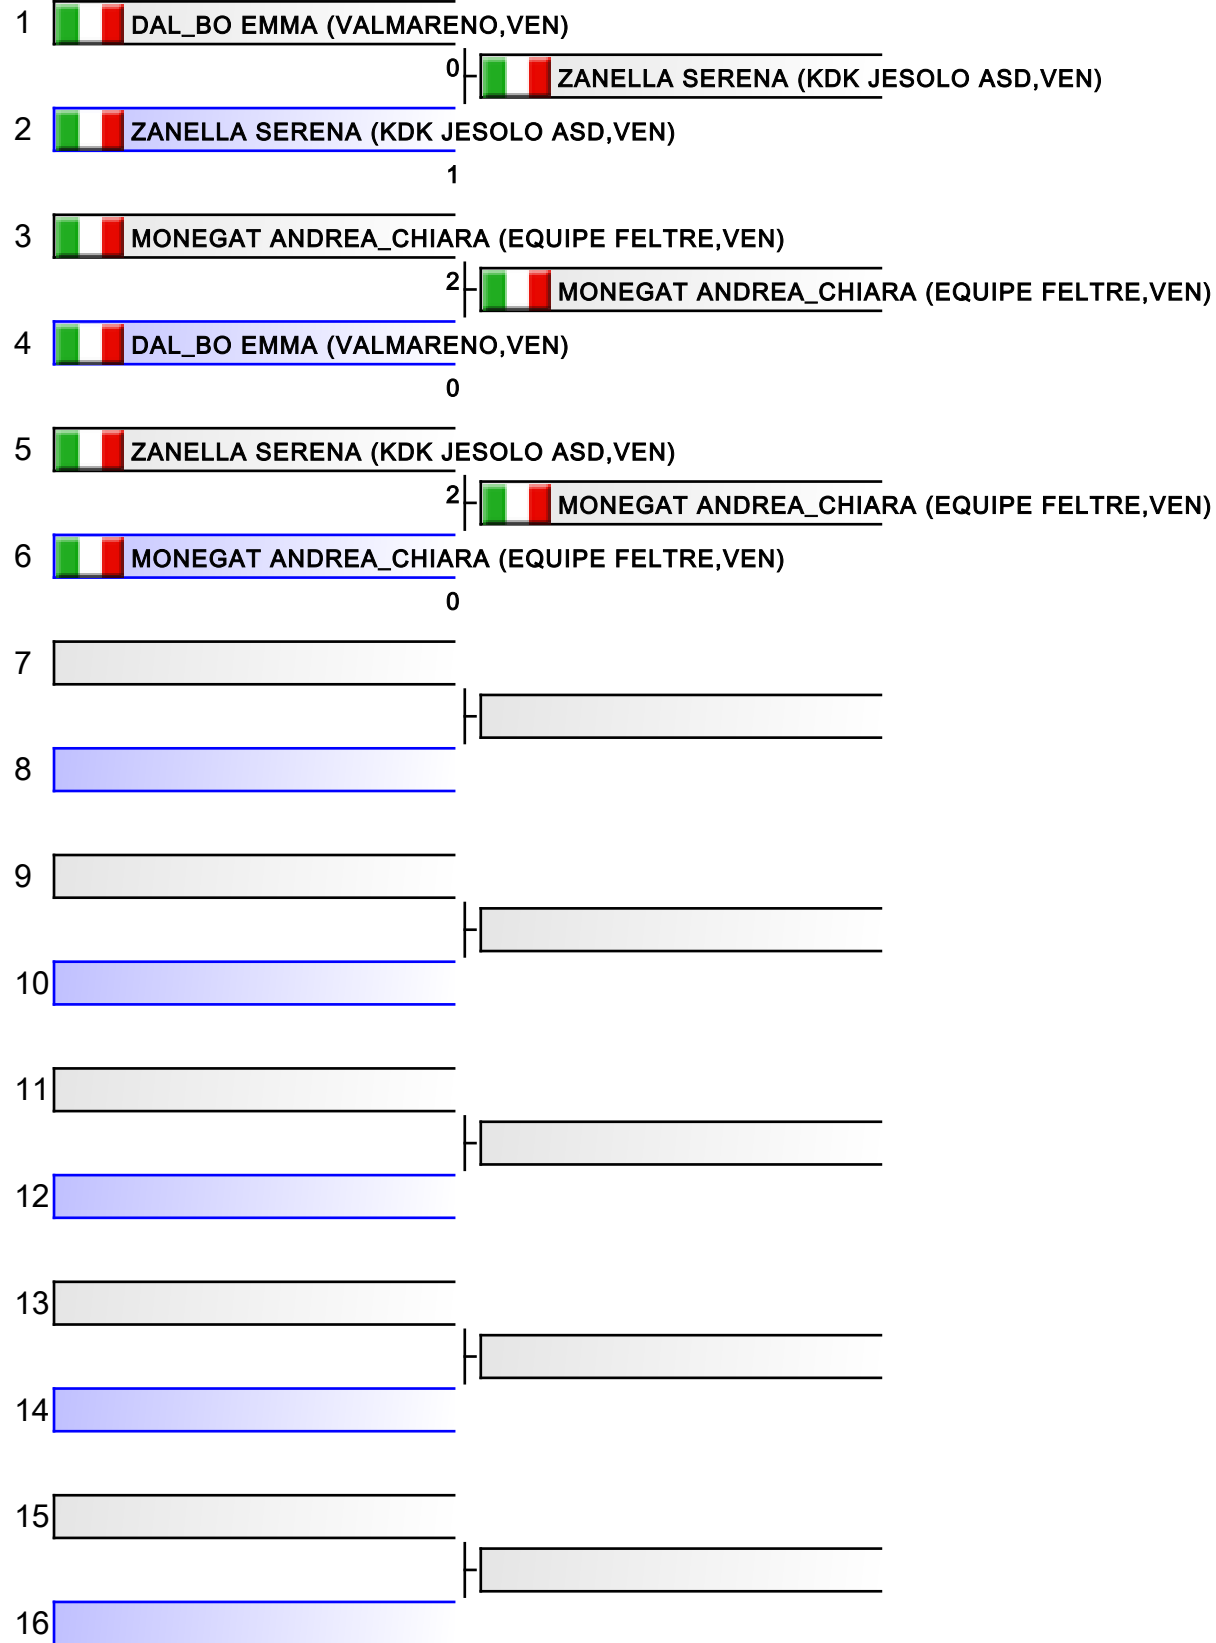 1 DAL_BO EMMA (VALMARENO,VEN)
0 ZANELLA SERENA (KDK JESOLO ASD,VEN)
2 ZANELLA SERENA (KDK JESOLO ASD,VEN)
1
3 MONEGAT ANDREA_CHIARA (EQUIPE FELTRE,VEN)
2 MONEGAT ANDREA_CHIARA (EQUIPE FELTRE,VEN)
4 DAL_BO EMMA (VALMARENO,VEN)
0
5 ZANELLA SERENA (KDK JESOLO ASD,VEN)
2 MONEGAT ANDREA_CHIARA (EQUIPE FELTRE,VEN)
6 MONEGAT ANDREA_CHIARA (EQUIPE FELTRE,VEN)
0
7
8
9
10
11
12
13
14
15
16